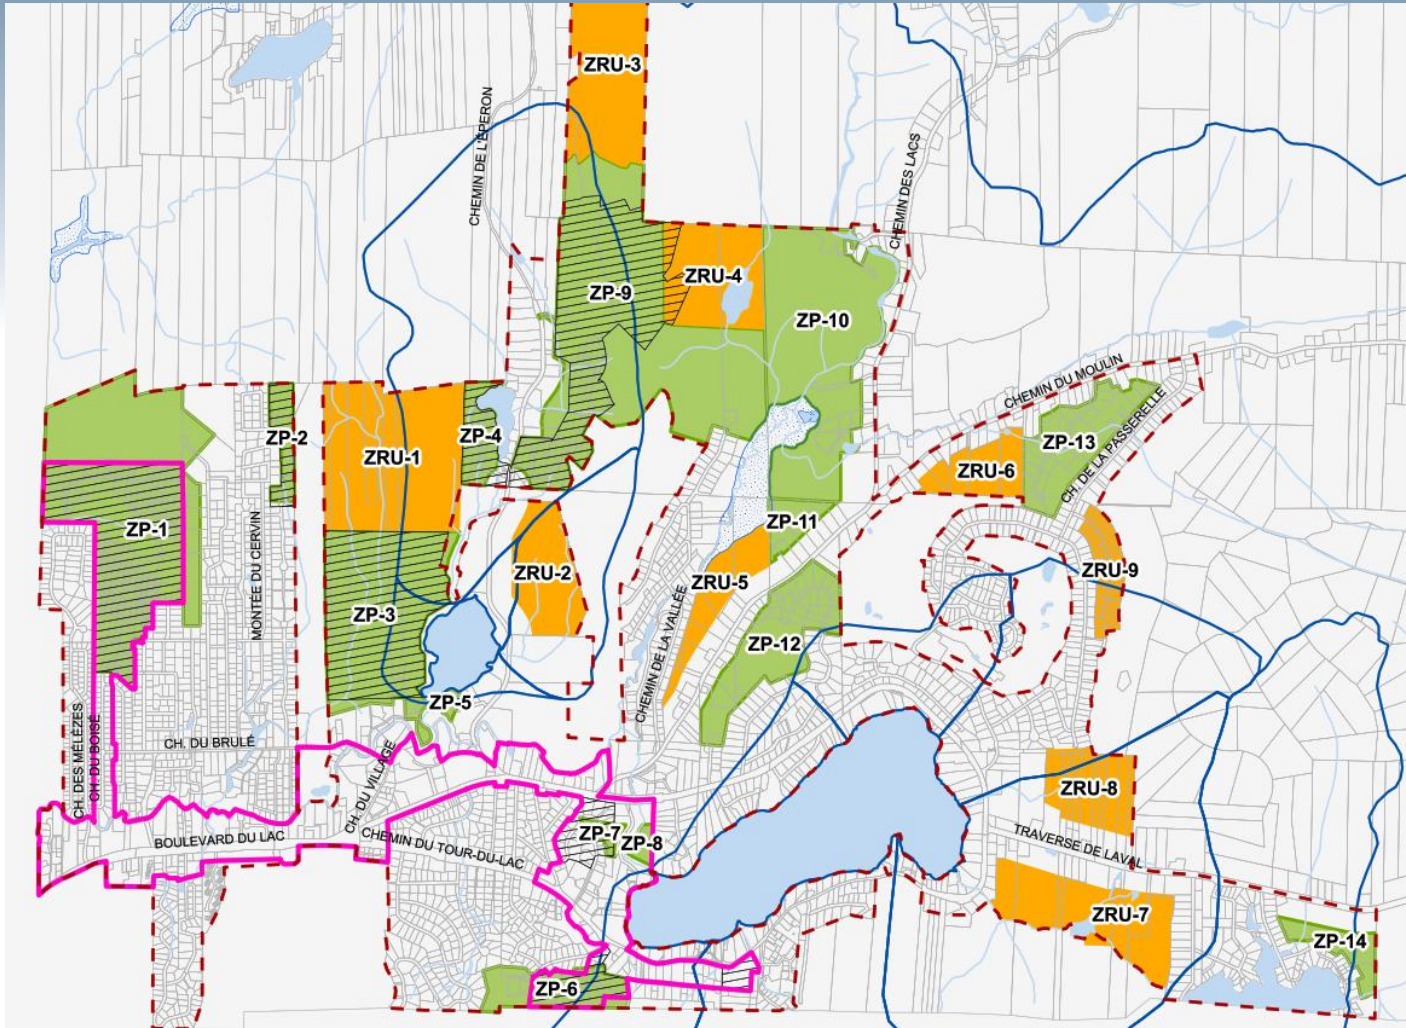 ZRU-3
CHEMIN DE L'ÉPERON
CHEMIN DES LACS
ZRU-4
ZP-9
ZP-10
CHEMIN DU MOULIN
ZP-2
ZP-4
ZP-13
CH. DE LA PASSERELLE
ZRU-1
ZRU-6
ZP-1
ZP-11
MONTÉE DU CERVIN
ZRU-2
ZRU-5
ZRU-9
ZP-3
CHEMIN DE LA VALLÉE
ZP-12
ZP-5
CH. DES MÉLÈZES
CH. DU BOISÉ
CH. DU BRÛLÉ
CH. DU VILLAGE
ZRU-8
BOULEVARD DU LAC
CHEMIN DU TOUR-DU-LAC
ZP-7
ZP-8
TRAVERSE DE LAVAL
ZRU-7
ZP-14
ZP-6